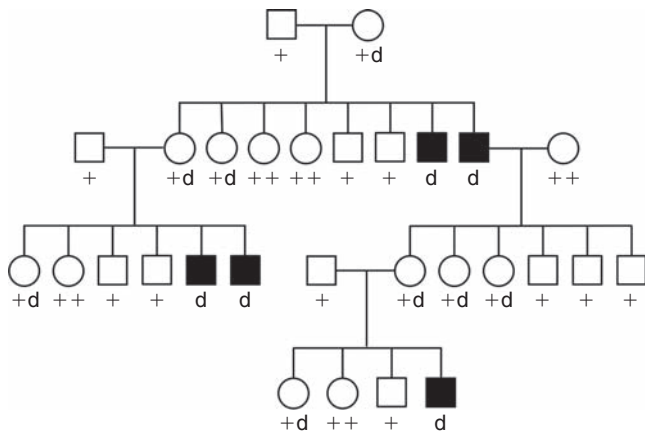 + +d
+ +d +d ++ ++ + + d d ++
+d ++ + + d d + +d +d +d + + +
+d ++ + d